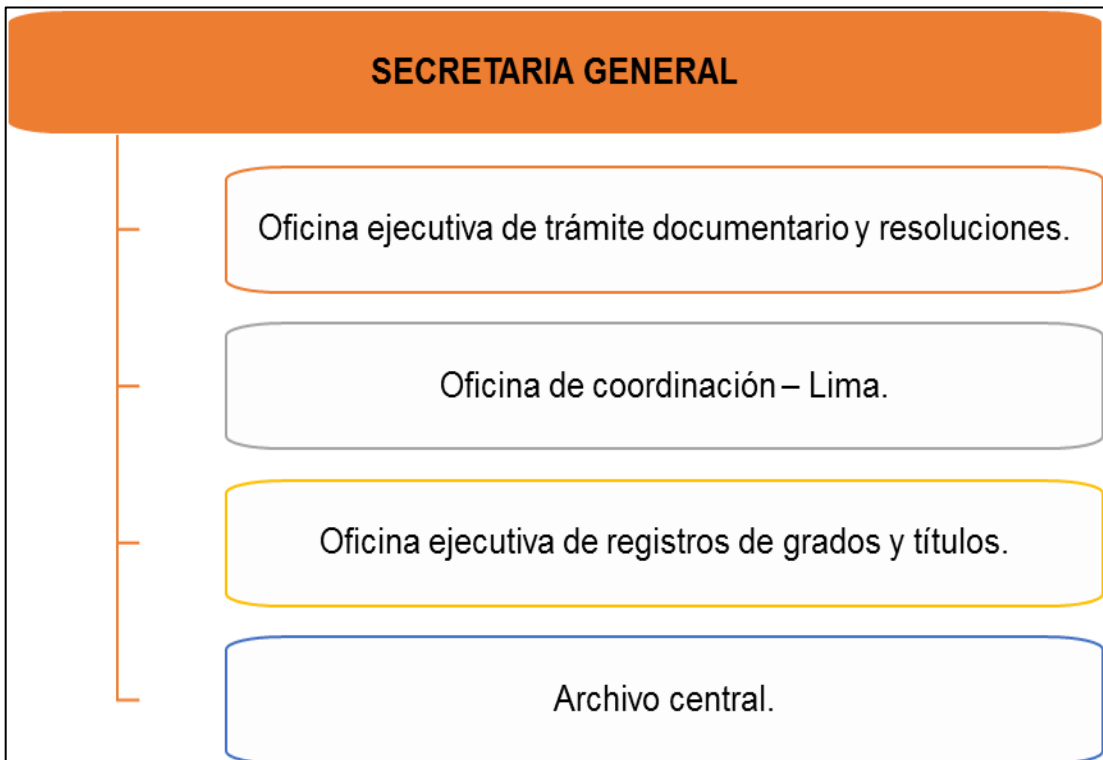 SECRETARIA GENERAL
Oficina ejecutiva de trámite documentario y resoluciones.
Oficina de coordinación – Lima.
Oficina ejecutiva de registros de grados y títulos.
Archivo central.